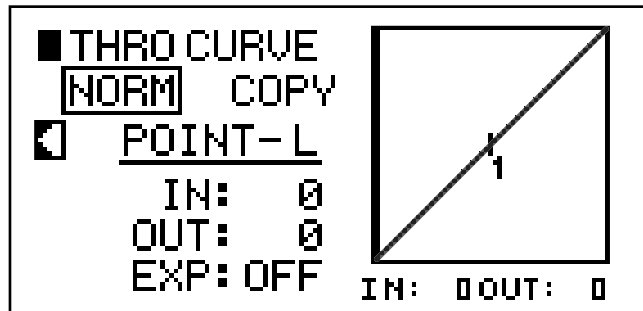 THRO CURVE
NORM COPY
POINT-L
IN: 0
OUT: 0
EXP: OFF
1
IN: 0 OUT: 0